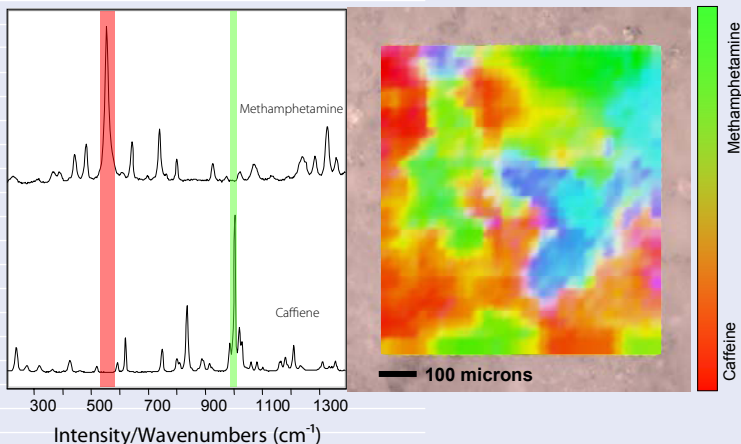 Methamphetamine
Caffiene
300 500 700 900 1100 1300
Intensity/Wavenumbers (cm⁻¹)
100 microns
Methamphetamine
Caffeine